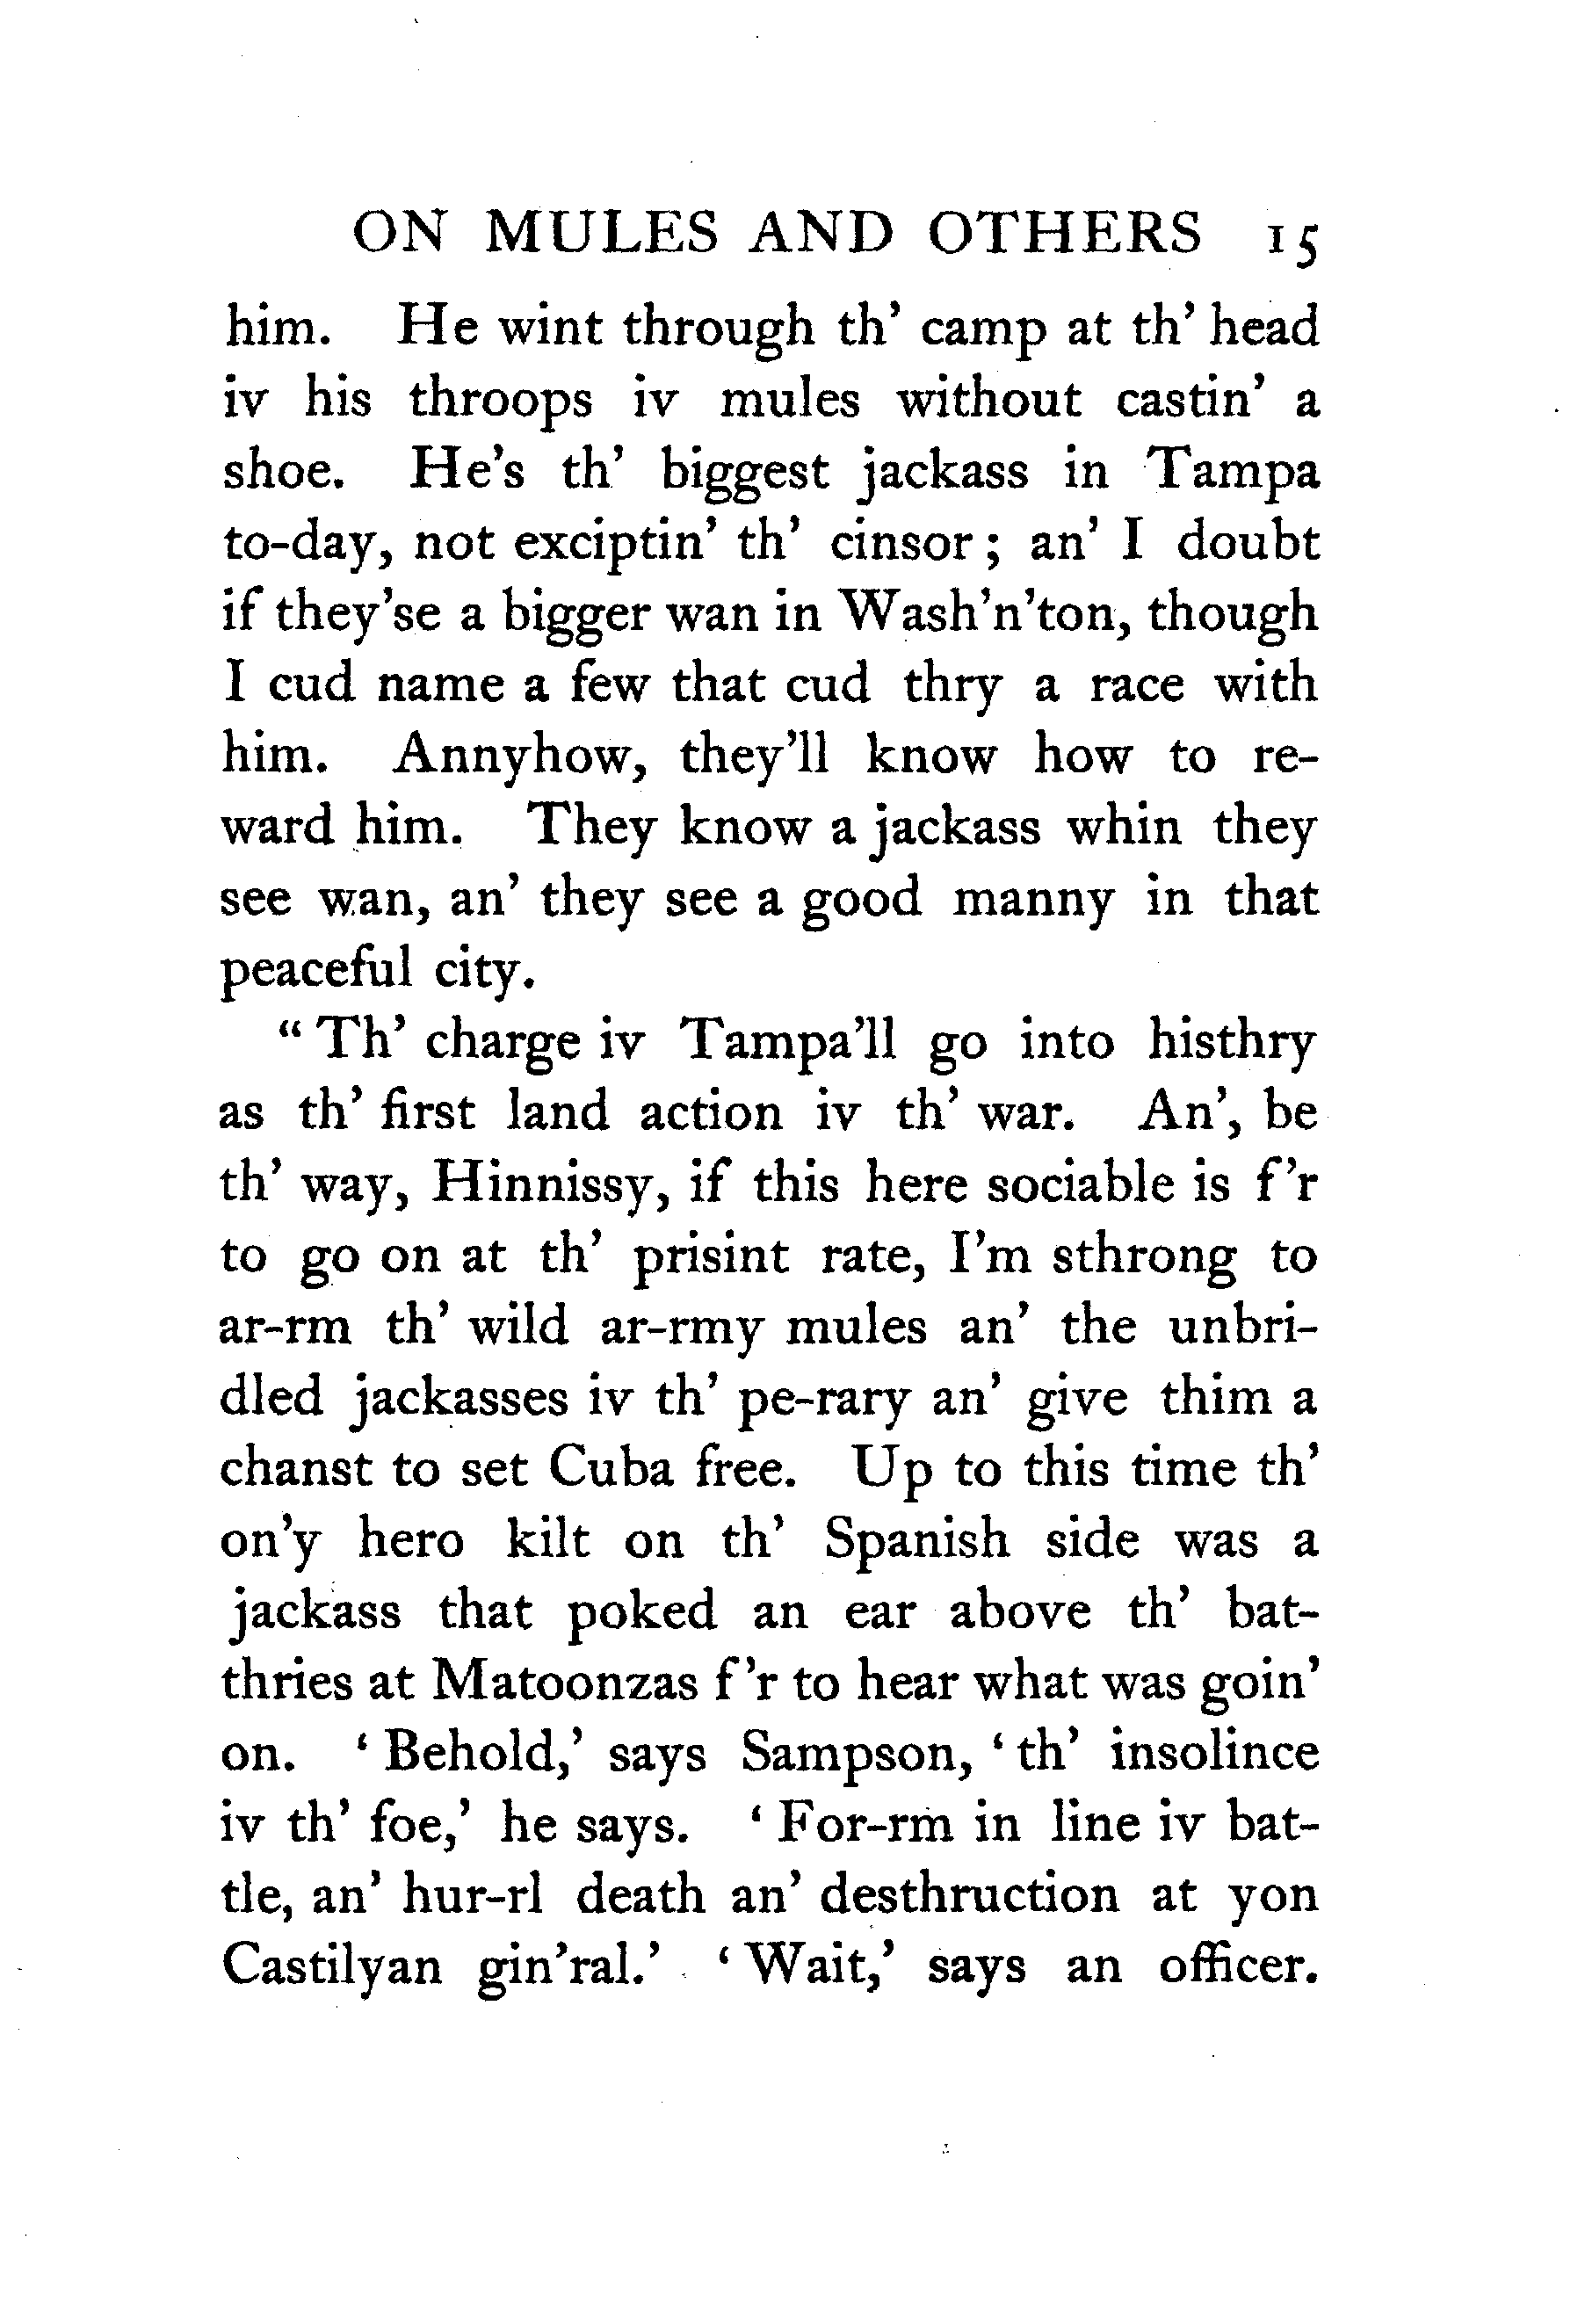 ON MULES AND OTHERS 15
him. He wint through th' camp at th' head
iv his throops iv mules without castin' a
shoe. He's th' biggest jackass in Tampa
to-day, not exciptin' th' cinsor; an' I doubt
if they'se a bigger wan in Wash'n'ton, though
I cud name a few that cud thry a race with
him. Annyhow, they'll know how to re-
ward him. They know a jackass whin they
see wan, an' they see a good manny in that
peaceful city.
"Th' charge iv Tampa'll go into histhry
as th' first land action iv th' war. An', be
th' way, Hinnissy, if this here sociable is f'r
to go on at th' prisint rate, I'm sthrong to
ar-rm th' wild ar-rmy mules an' the unbri-
dled jackasses iv th' pe-rary an' give thim a
chanst to set Cuba free. Up to this time th'
on'y hero kilt on th' Spanish side was a
jackass that poked an ear above th' bat-
thries at Matoonzas f'r to hear what was goin'
on. 'Behold,' says Sampson, 'th' insolince
iv th' foe,' he says. 'For-rm in line iv bat-
tle, an' hur-rl death an' desthruction at yon
Castilyan gin'ral.' 'Wait,' says an officer.